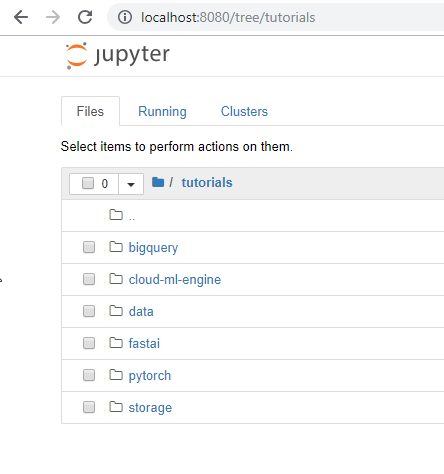 localhost:8080/tree/tutorials
jupyter
Files Running Clusters
Select items to perform actions on them.
0 / tutorials
..
bigquery
cloud-ml-engine
data
fastai
pytorch
storage